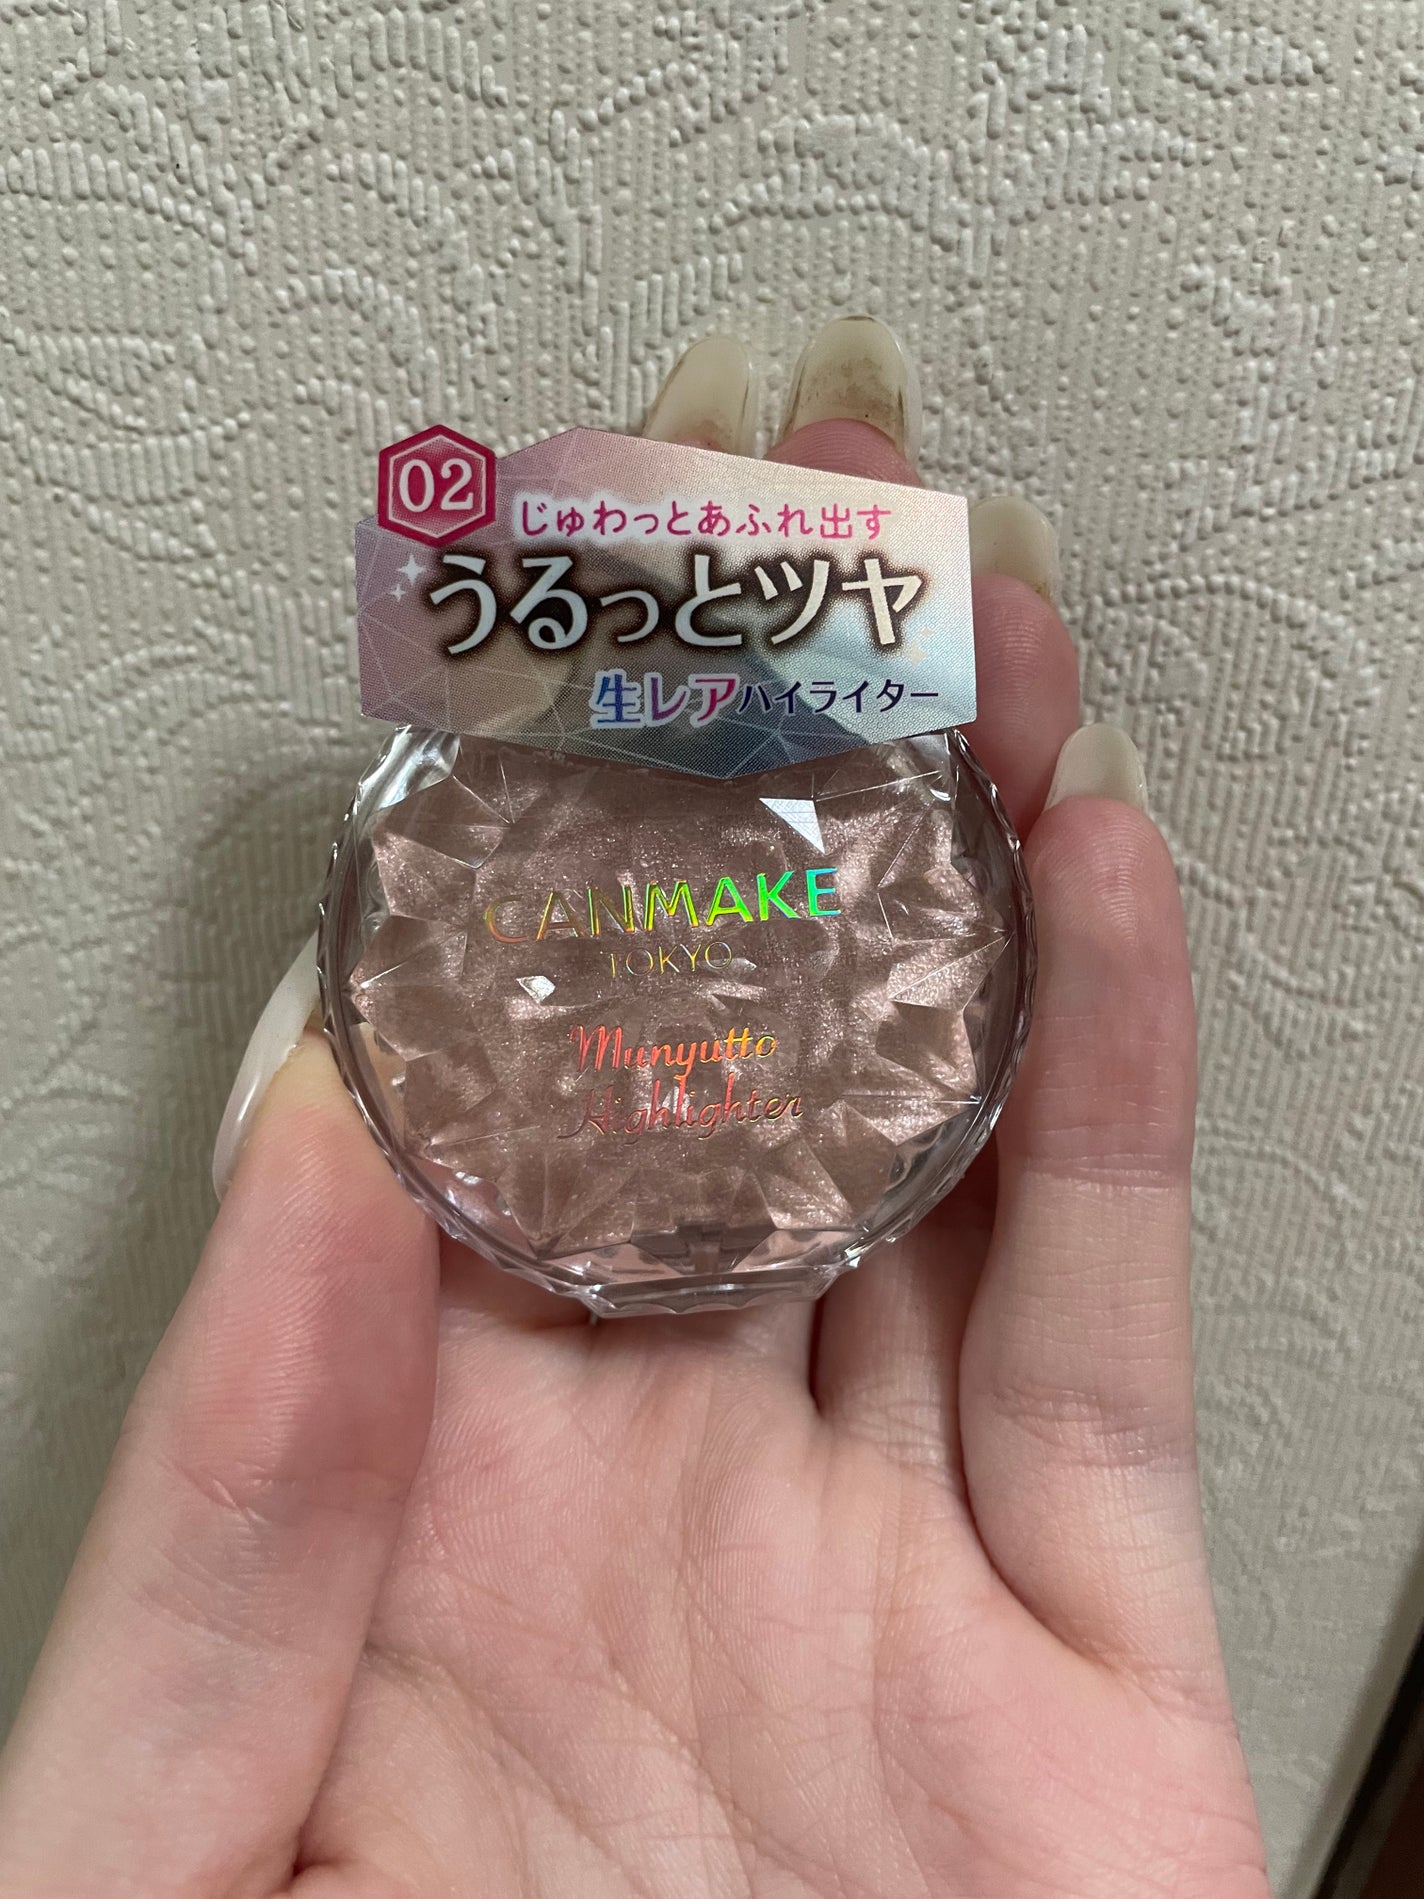 02
じゅわっとあふれ出す
うるっとツヤ
生レアハイライター
CANMAKE
TOKYO
Munyutto
Highlighter